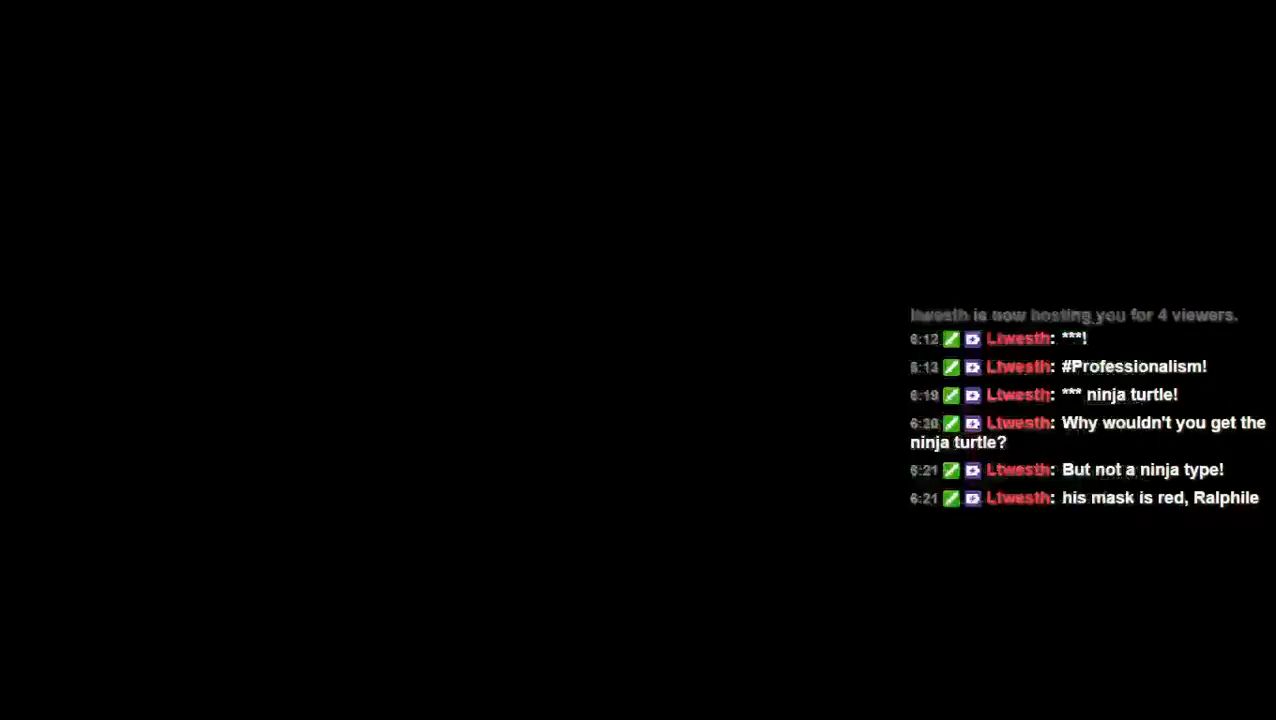 ltwesth is now hosting you for 4 viewers.
6:12 Ltwesth: ***!
6:13 Ltwesth: #Professionalism!
6:19 Ltwesth: *** ninja turtle!
6:20 Ltwesth: Why wouldn't you get the
ninja turtle?
6:21 Ltwesth: But not a ninja type!
6:21 Ltwesth: his mask is red, Ralphile